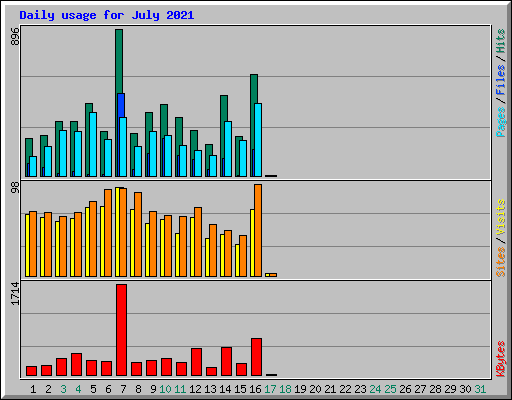 Daily usage for July 2021
896
Pages / Files / Hits
98
Sites / Visits
1714
KBytes
1 2 3 4 5 6 7 8 9 10 11 12 13 14 15 16 17 18 19 20 21 22 23 24 25 26 27 28 29 30 31